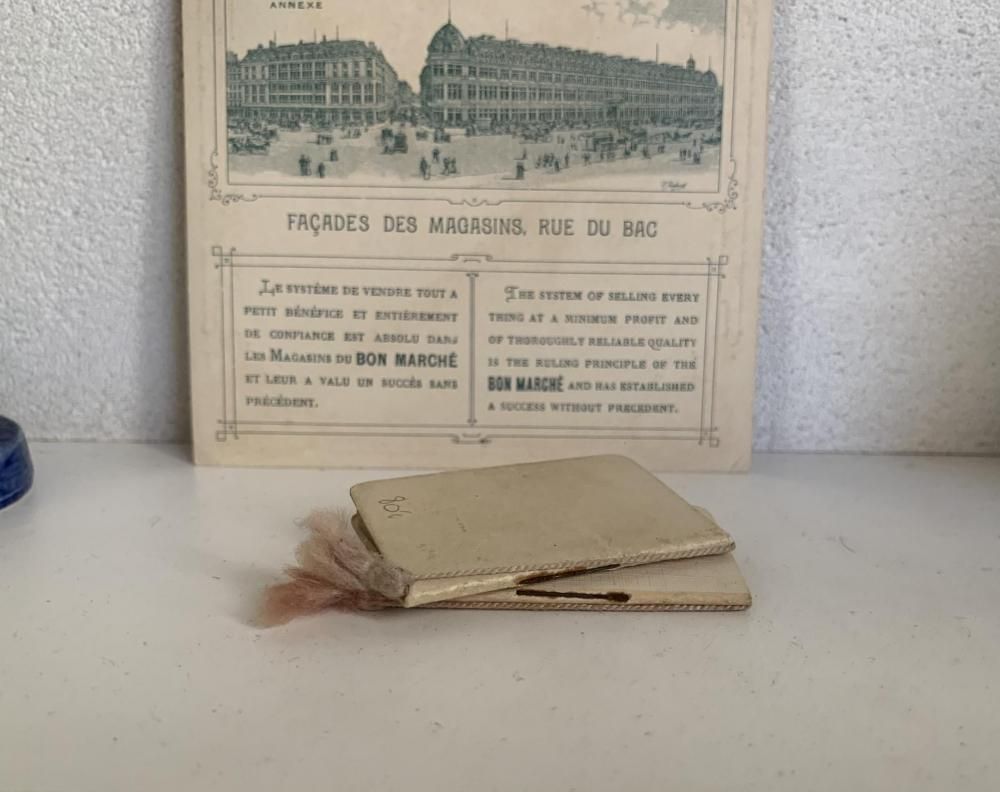 ANNEXE
FAÇADES DES MAGASINS, RUE DU BAC
LE SYSTÈME DE VENDRE TOUT A
PETIT BÉNÉFICE ET ENTIÈREMENT
DE CONFIANCE EST ABSOLU DANS
LES MAGASINS DU BON MARCHÉ
ET LEUR A VALU UN SUCCÈS SANS
PRÉCÉDENT.
THE SYSTEM OF SELLING EVERY
THING AT A MINIMUM PROFIT AND
OF THOROUGHLY RELIABLE QUALITY
IS THE RULING PRINCIPLE OF THE
BON MARCHÉ AND HAS ESTABLISHED
A SUCCESS WITHOUT PRECEDENT.